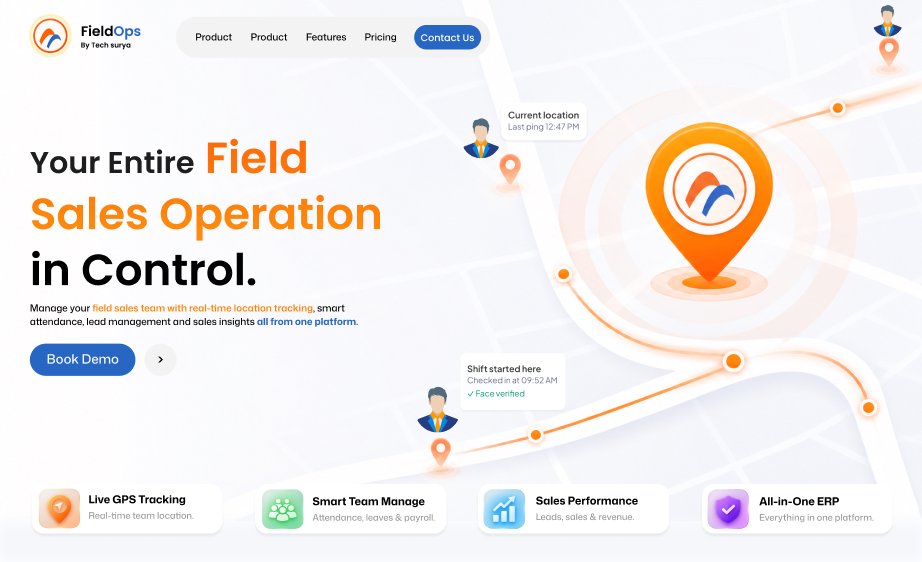 FieldOps
By Tech surya
Product
Product
Features
Pricing
Contact Us
Current location
Last ping 12:47 PM
Your Entire Field
Sales Operation
in Control.
Manage your field sales team with real-time location tracking, smart
attendance, lead management and sales insights all from one platform.
Book Demo
Shift started here
Checked in at 09:52 AM
✓ Face verified
Live GPS Tracking
Real-time team location.
Smart Team Manage
Attendance, leaves & payroll.
Sales Performance
Leads, sales & revenue.
All-in-One ERP
Everything in one platform.